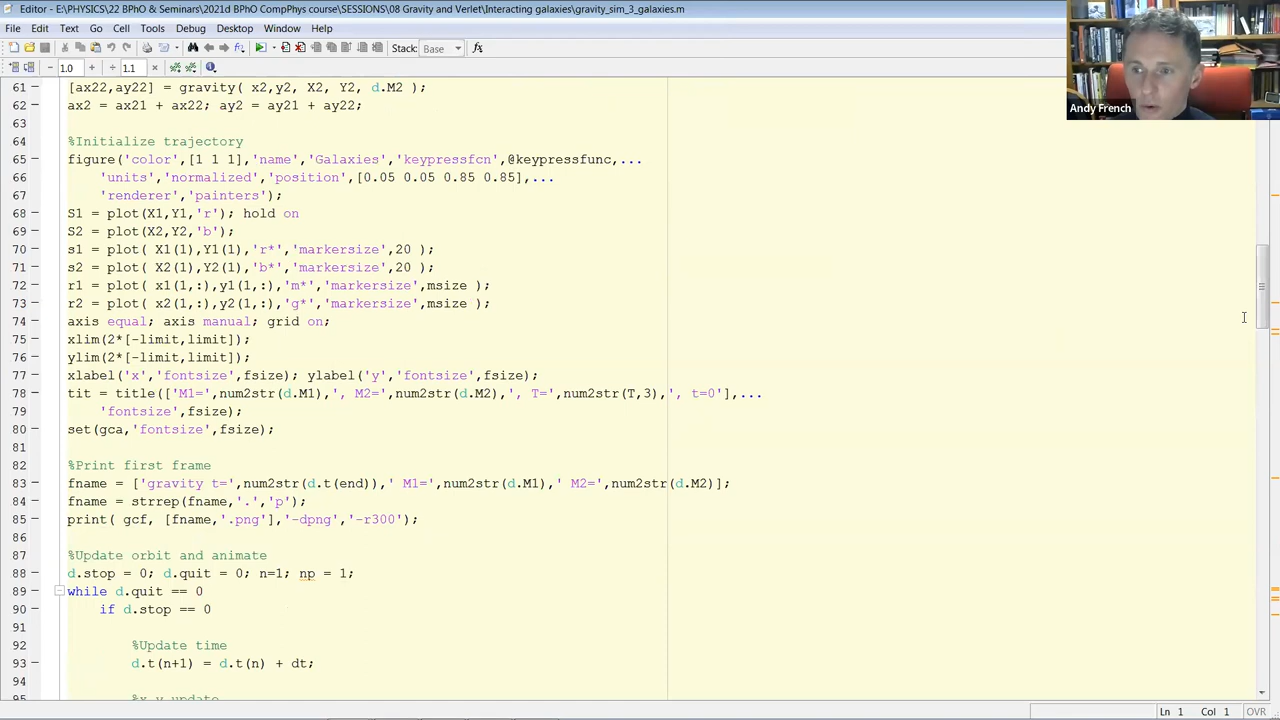 Editor - E:\PHYSICS\22 BPhO & Seminars\2021d BPhO CompPhys course\SESSIONS\08 Gravity and Verlet\Interacting galaxies\gravity_sim_3_galaxies.m
File Edit Text Go Cell Tools Debug Desktop Window Help
Stack: Base fx
- 1.0 + ÷ 1.1 ×
Andy French
61 - [ax22,ay22] = gravity( x2,y2, X2, Y2, d.M2 );
62 - ax2 = ax21 + ax22; ay2 = ay21 + ay22;
63
64 %Initialize trajectory
65 - figure('color',[1 1 1],'name','Galaxies','keypressfcn',@keypressfunc,...
66 'units','normalized','position',[0.05 0.05 0.85 0.85],...
67 'renderer','painters');
68 - S1 = plot(X1,Y1,'r'); hold on
69 - S2 = plot(X2,Y2,'b');
70 - s1 = plot( X1(1),Y1(1),'r*','markersize',20 );
71 - s2 = plot( X2(1),Y2(1),'b*','markersize',20 );
72 - r1 = plot( x1(1,:),y1(1,:),'m*','markersize',msize );
73 - r2 = plot( x2(1,:),y2(1,:),'g*','markersize',msize );
74 - axis equal; axis manual; grid on;
75 - xlim(2*[-limit,limit]);
76 - ylim(2*[-limit,limit]);
77 - xlabel('x','fontsize',fsize); ylabel('y','fontsize',fsize);
78 - tit = title(['M1=',num2str(d.M1),', M2=',num2str(d.M2),', T=',num2str(T,3),', t=0'],...
79 'fontsize',fsize);
80 - set(gca,'fontsize',fsize);
81
82 %Print first frame
83 - fname = ['gravity t=',num2str(d.t(end)),' M1=',num2str(d.M1),' M2=',num2str(d.M2)];
84 - fname = strrep(fname,'.','p');
85 - print( gcf, [fname,'.png'],'-dpng','-r300');
86
87 %Update orbit and animate
88 - d.stop = 0; d.quit = 0; n=1; np = 1;
89 - while d.quit == 0
90 - if d.stop == 0
91
92 %Update time
93 - d.t(n+1) = d.t(n) + dt;
94
95 %x,y update
Ln 1 Col 1 OVR